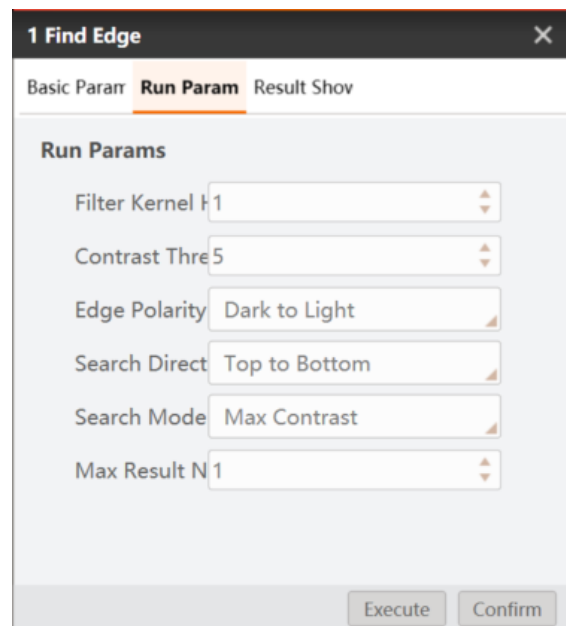 1 Find Edge
Basic Param Run Param Result Show
Run Params
Filter Kernel H 1
Contrast Thre 5
Edge Polarity Dark to Light
Search Direct Top to Bottom
Search Mode Max Contrast
Max Result N 1
Execute Confirm